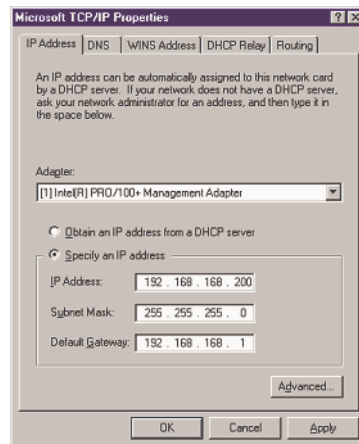 Microsoft TCP/IP Properties
IP Address DNS WINS Address DHCP Relay Routing
An IP address can be automatically assigned to this network card
by a DHCP server. If your network does not have a DHCP server,
ask your network administrator for an address, and then type it in
the space below.
Adapter:
[1] Intel(R) PRO/100+ Management Adapter
Obtain an IP address from a DHCP server
Specify an IP address
IP Address: 192 . 168 . 168 . 200
Subnet Mask: 255 . 255 . 255 . 0
Default Gateway: 192 . 168 . 168 . 1
Advanced...
OK Cancel Apply